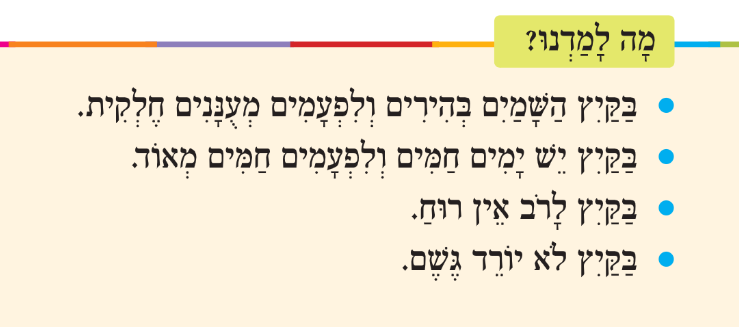 מָה לָמַדְנוּ?
בַּקַּיִץ הַשָּׁמַיִם בְּהִירִים וְלִפְעָמִים מְעֻנָּנִים חֶלְקִית.
בַּקַּיִץ יֵשׁ יָמִים חַמִּים וְלִפְעָמִים חַמִּים מְאוֹד.
בַּקַּיִץ לָרֹב אֵין רוּחַ.
בַּקַּיִץ לֹא יוֹרֵד גֶּשֶׁם.